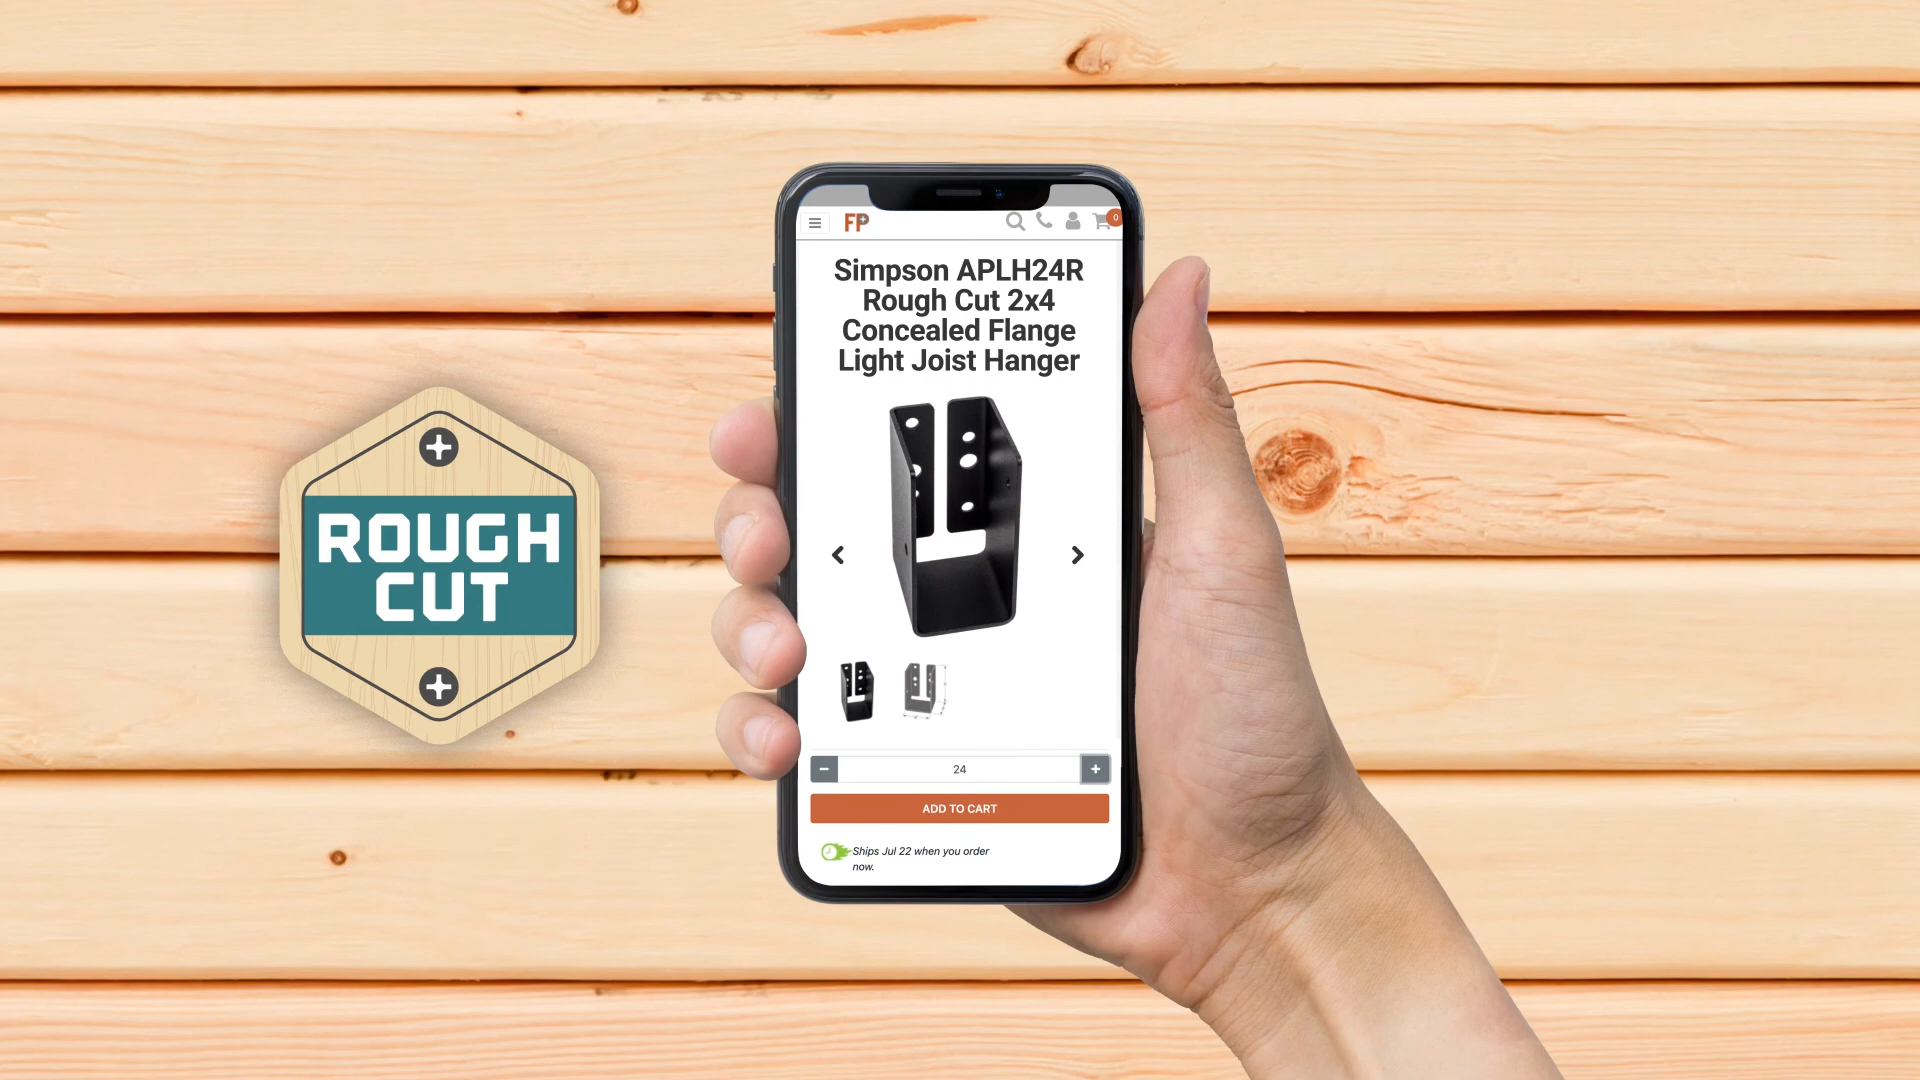 ROUGH
CUT
FP
0
Simpson APLH24R
Rough Cut 2x4
Concealed Flange
Light Joist Hanger
24
ADD TO CART
Ships Jul 22 when you order
now.